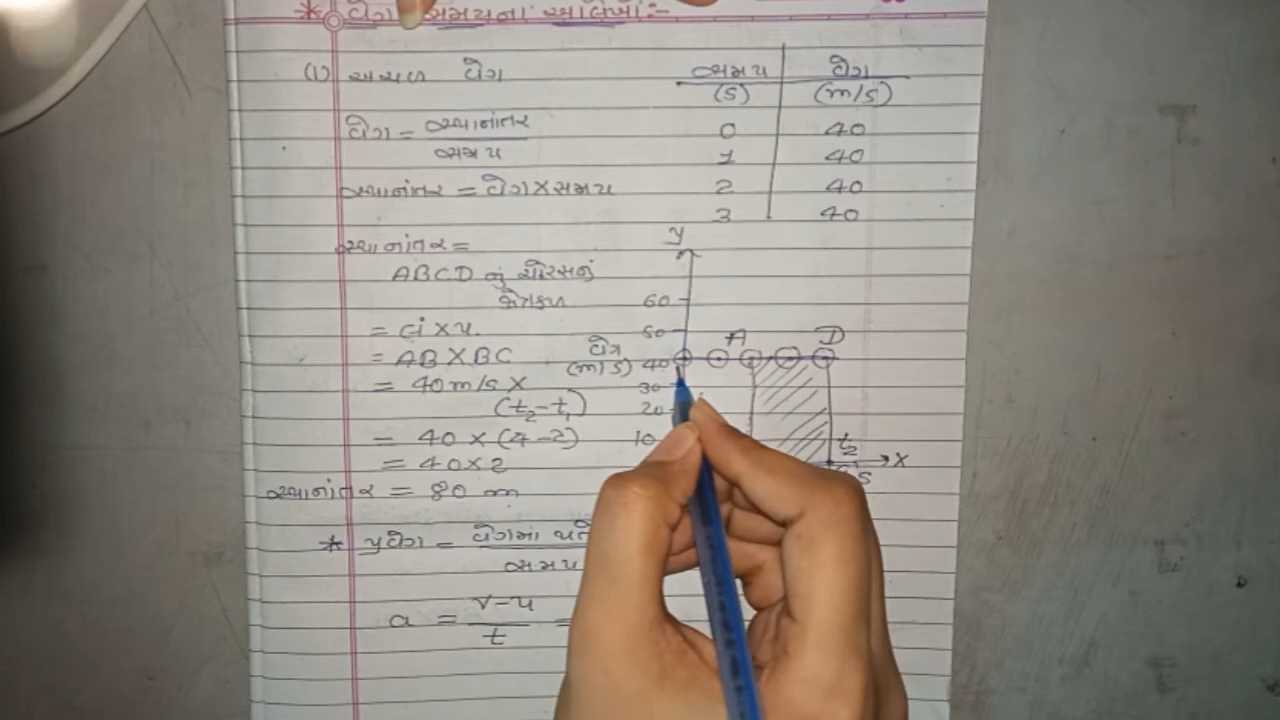 * વેગ સમયના આલેખો:-
(1) અચળ વેગ
સમય વેગ
(S) (m/s)
0 40
1 40
2 40
3 40
વેગ = સ્થાનાંતર
સમય
સ્થાનાંતર = વેગ X સમય
સ્થાનાંતર =
ABCD નું ચોરસનું
ક્ષેત્રફળ
= લં X પ.
= AB X BC
= 40 m/s X
(t₂-t₁)
= 40 X (4-2)
= 40 X 2
સ્થાનાંતર = 80 m
y
60
50
વેગ
(m/s) 40
30
20
10
A D
t₂
X
S
* પ્રવેગ = વેગમાં
સમય
a = v-u
t =